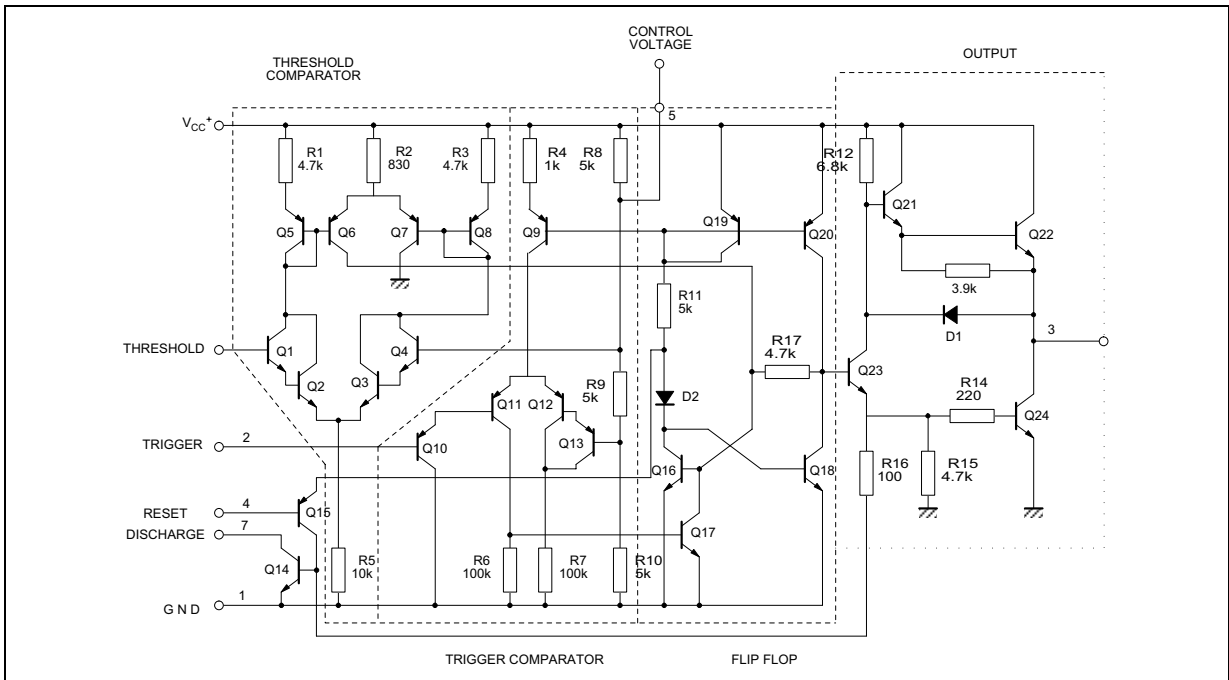 CONTROL
VOLTAGE
OUTPUT
THRESHOLD
COMPARATOR
5
VCC+
R1
4.7k
R2
830
R3
4.7k
R4
1k
R8
5k
R12
6.8k
Q5
Q6
Q7
Q8
Q9
Q19
Q20
Q21
Q22
3.9k
R11
5k
D1
3
THRESHOLD
Q1
Q2
Q3
Q4
R17
4.7k
Q23
R9
5k
D2
R14
220
Q11
Q12
Q24
TRIGGER
2
Q10
Q13
Q16
Q18
R16
100
R15
4.7k
RESET
4
Q15
DISCHARGE
7
Q17
Q14
R5
10k
R6
100k
R7
100k
R10
5k
GND
1
TRIGGER COMPARATOR
FLIP FLOP